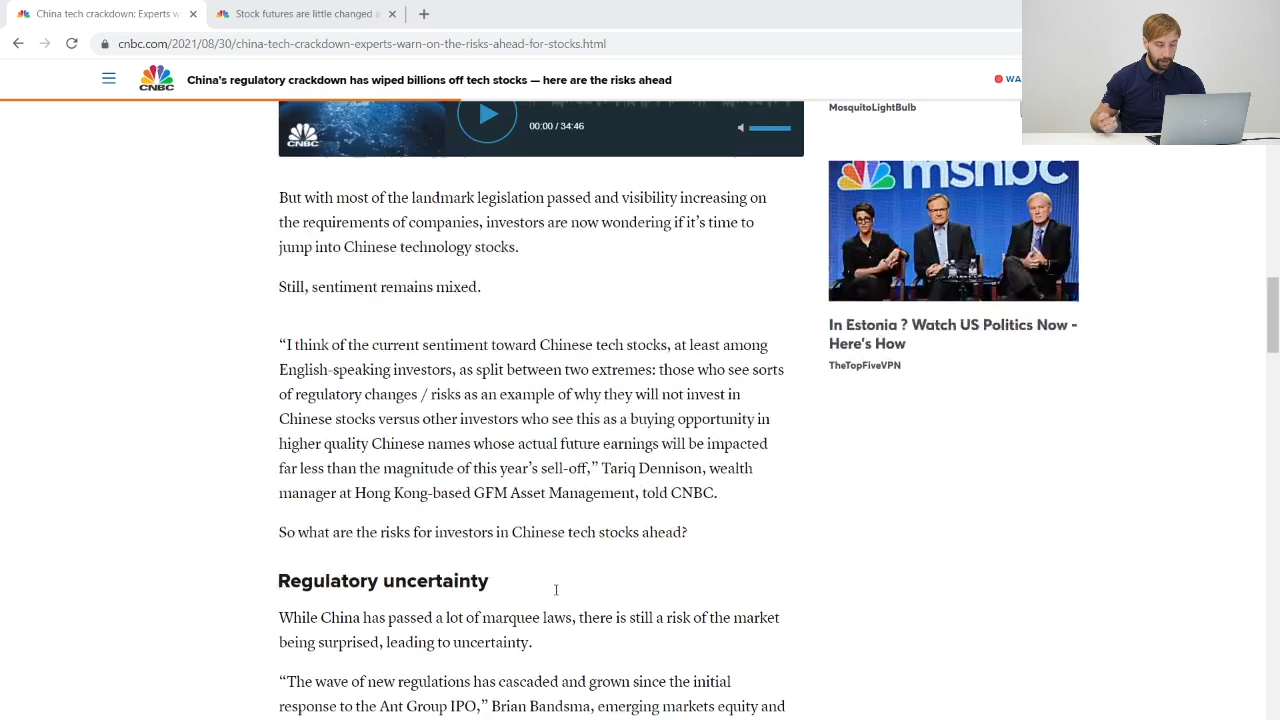 China tech crackdown: Experts w
Stock futures are little changed a
cnbc.com/2021/08/30/china-tech-crackdown-experts-warn-on-the-risks-ahead-for-stocks.html
CNBC
China's regulatory crackdown has wiped billions off tech stocks — here are the risks ahead
WA
CNBC
00:00 / 34:46
MosquitoLightBulb
But with most of the landmark legislation passed and visibility increasing on
the requirements of companies, investors are now wondering if it's time to
jump into Chinese technology stocks.
Still, sentiment remains mixed.
“I think of the current sentiment toward Chinese tech stocks, at least among
English-speaking investors, as split between two extremes: those who see sorts
of regulatory changes / risks as an example of why they will not invest in
Chinese stocks versus other investors who see this as a buying opportunity in
higher quality Chinese names whose actual future earnings will be impacted
far less than the magnitude of this year's sell-off,” Tariq Dennison, wealth
manager at Hong Kong-based GFM Asset Management, told CNBC.
So what are the risks for investors in Chinese tech stocks ahead?
Regulatory uncertainty
While China has passed a lot of marquee laws, there is still a risk of the market
being surprised, leading to uncertainty.
“The wave of new regulations has cascaded and grown since the initial
response to the Ant Group IPO,” Brian Bandsma, emerging markets equity and
msnbc
In Estonia ? Watch US Politics Now -
Here's How
TheTopFiveVPN